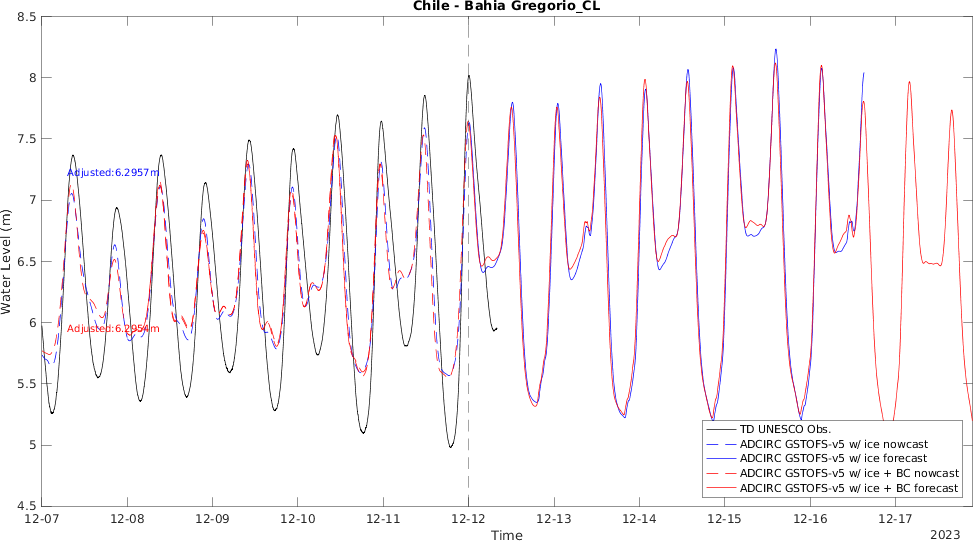 Chile - Bahia Gregorio_CL
8.5
8
7.5
7
6.5
6
5.5
5
4.5
Water Level (m)
Adjusted:6.2957m
Adjusted:6.2954m
TD UNESCO Obs.
ADCIRC GSTOFS-v5 w/ ice nowcast
ADCIRC GSTOFS-v5 w/ ice forecast
ADCIRC GSTOFS-v5 w/ ice + BC nowcast
ADCIRC GSTOFS-v5 w/ ice + BC forecast
12-07 12-08 12-09 12-10 12-11 12-12 12-13 12-14 12-15 12-16 12-17
Time
2023